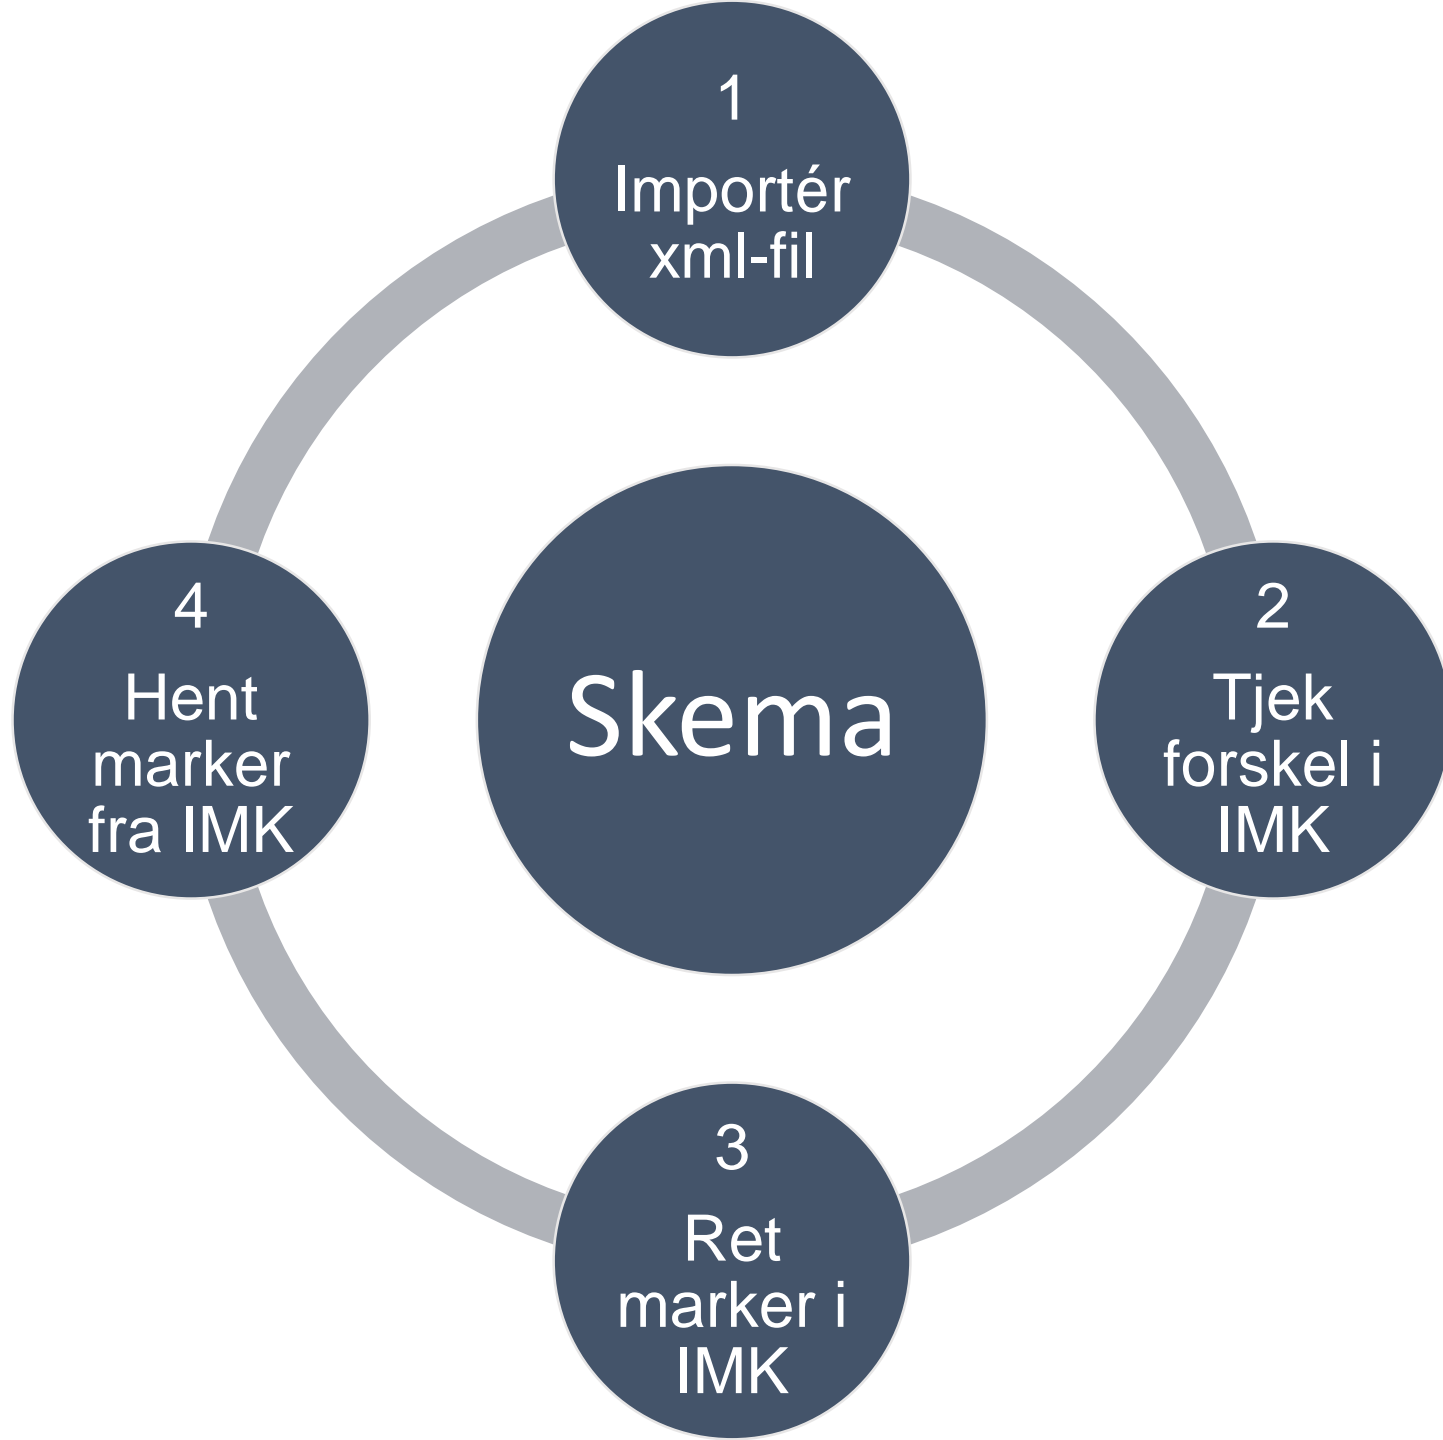 1
Importér
xml-fil
2
Tjek
forskel i
IMK
3
Ret
marker i
IMK
4
Hent
marker
fra IMK
Skema